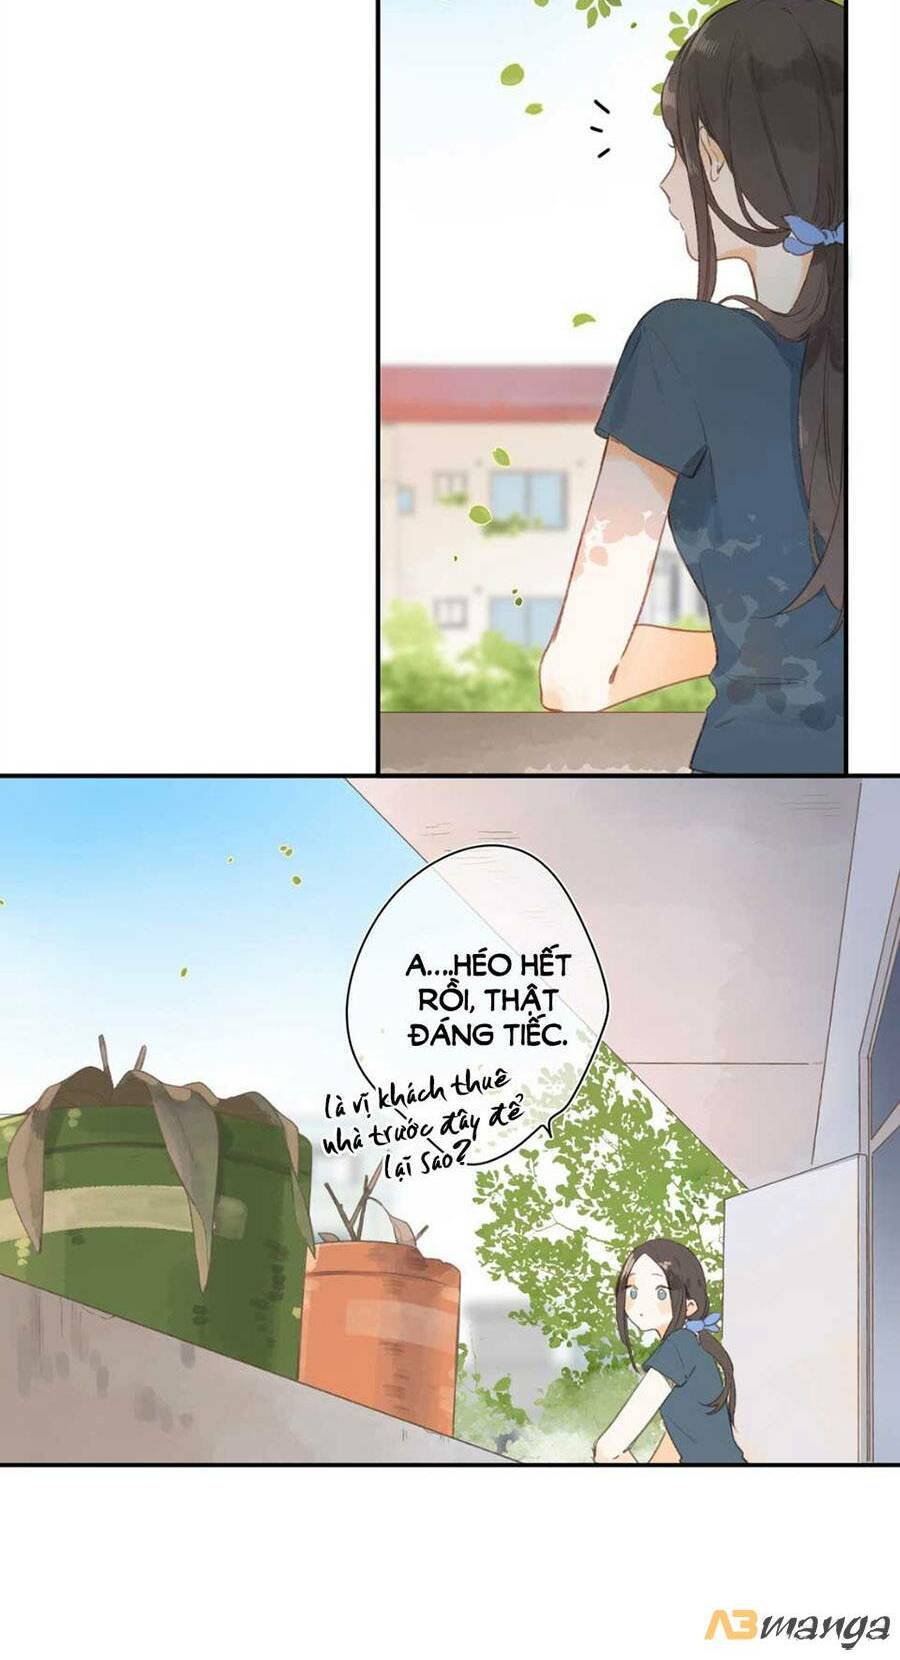 A....HÉO HẾT
RỒI, THẬT
ĐÁNG TIẾC.
là vị khách thuê
nhà trước đây để
lại sao?
A3manga